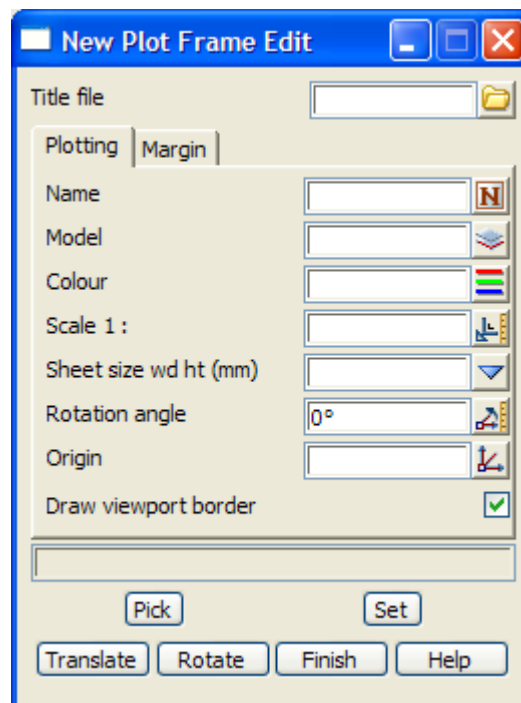 New Plot Frame Edit
Title file
Plotting Margin
Name N
Model
Colour
Scale 1 :
Sheet size wd ht (mm)
Rotation angle 0°
Origin
Draw viewport border
Pick Set
Translate Rotate Finish Help